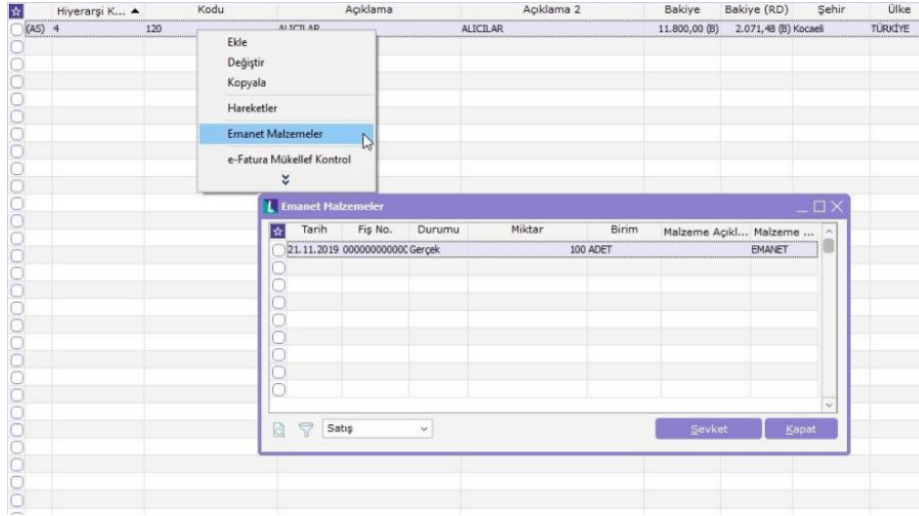 Hiyerarşi K... Kodu Açıklama Açıklama 2 Bakiye Bakiye (RD) Şehir Ülke
(AS) 4 120 ALICILAR ALICILAR 11.800,00 (B) 2.071,48 (B) Kocaeli TÜRKİYE
Ekle
Değiştir
Kopyala
Hareketler
Emanet Malzemeler
e-Fatura Mükellef Kontrol
L Emanet Malzemeler
Tarih Fiş No. Durumu Miktar Birim Malzeme Açıkl... Malzeme ...
21.11.2019 Gerçek 100 ADET EMANET
Satış Sevket Kapat